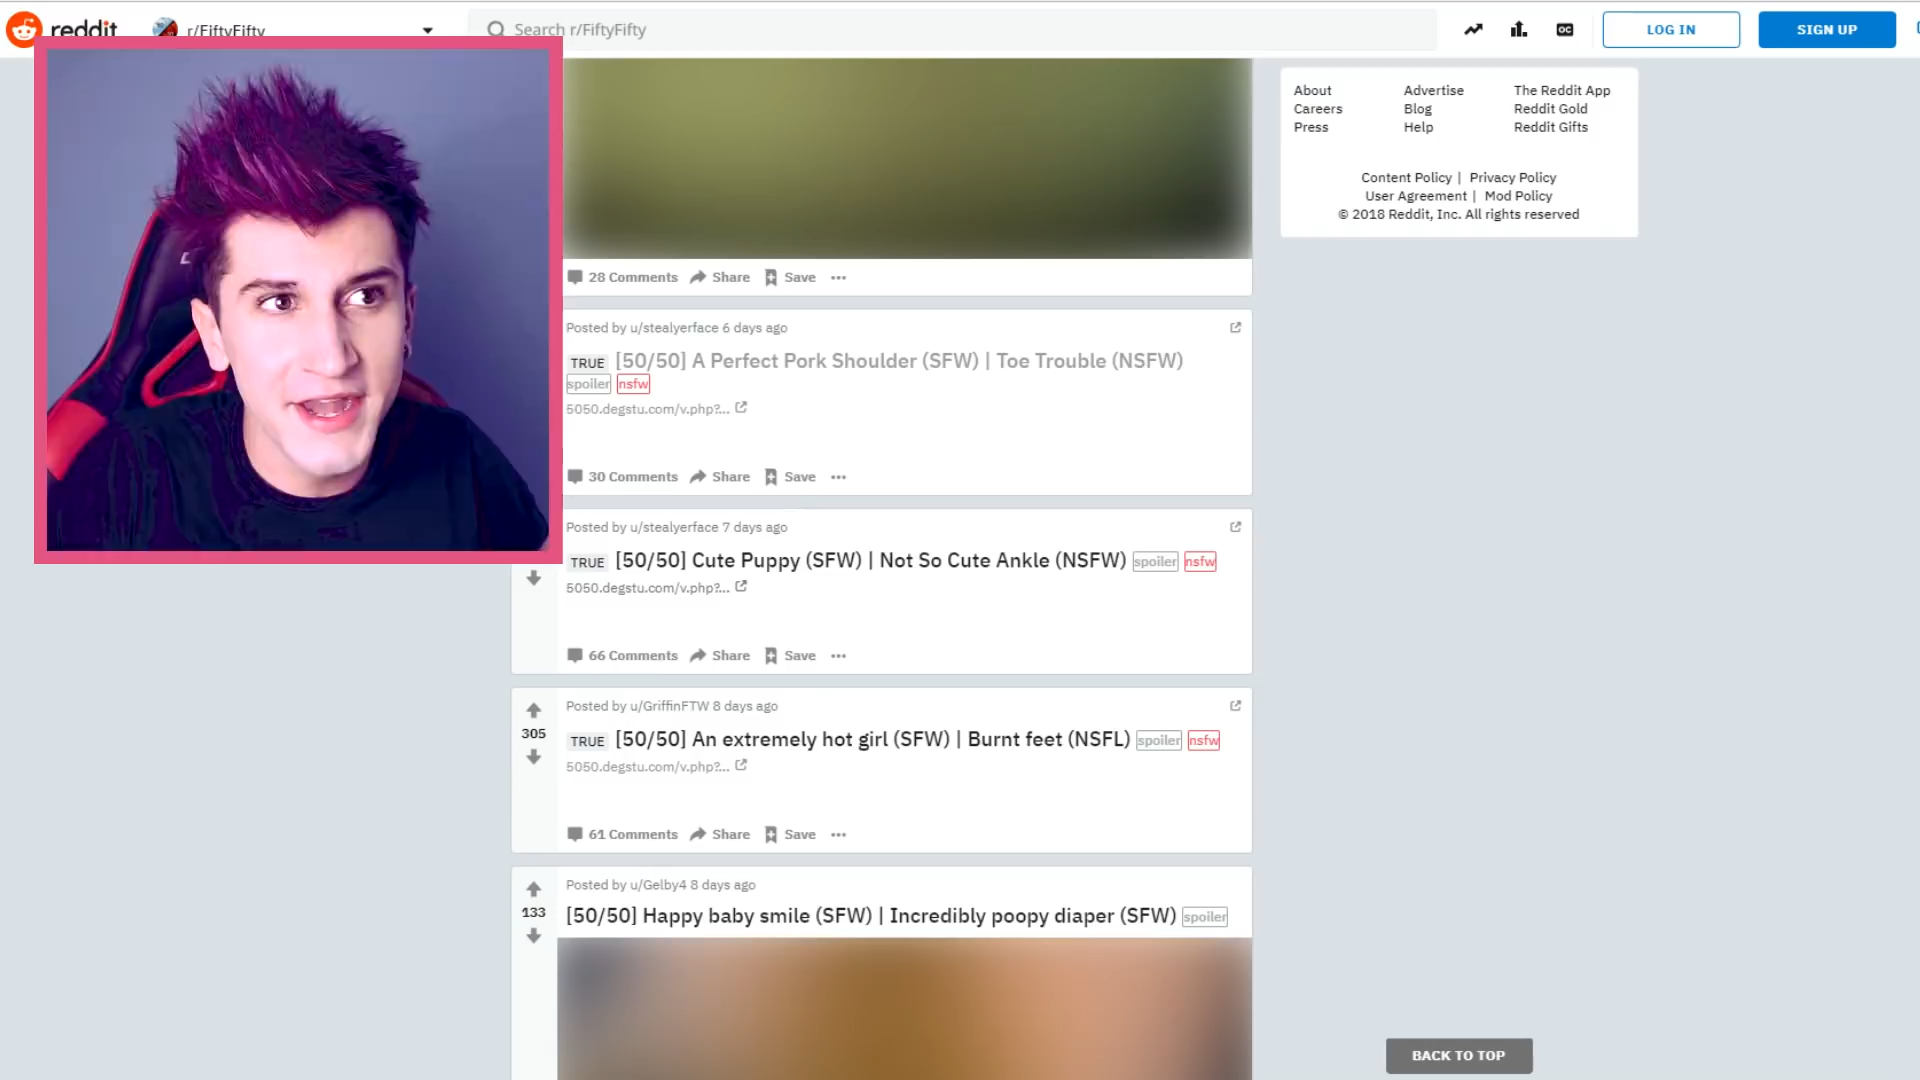 reddit
r/FiftyFifty
Search r/FiftyFifty
LOG IN
SIGN UP
About
Advertise
The Reddit App
Careers
Blog
Reddit Gold
Press
Help
Reddit Gifts
Content Policy | Privacy Policy
User Agreement | Mod Policy
© 2018 Reddit, Inc. All rights reserved
28 Comments Share Save
Posted by u/stealyerface 6 days ago
TRUE [50/50] A Perfect Pork Shoulder (SFW) | Toe Trouble (NSFW)
spoiler nsfw
5050.degstu.com/v.php?...
30 Comments Share Save
Posted by u/stealyerface 7 days ago
TRUE [50/50] Cute Puppy (SFW) | Not So Cute Ankle (NSFW) spoiler nsfw
5050.degstu.com/v.php?...
66 Comments Share Save
Posted by u/GriffinFTW 8 days ago
305
TRUE [50/50] An extremely hot girl (SFW) | Burnt feet (NSFL) spoiler nsfw
5050.degstu.com/v.php?...
61 Comments Share Save
Posted by u/Gelby4 8 days ago
133
[50/50] Happy baby smile (SFW) | Incredibly poopy diaper (SFW) spoiler
BACK TO TOP